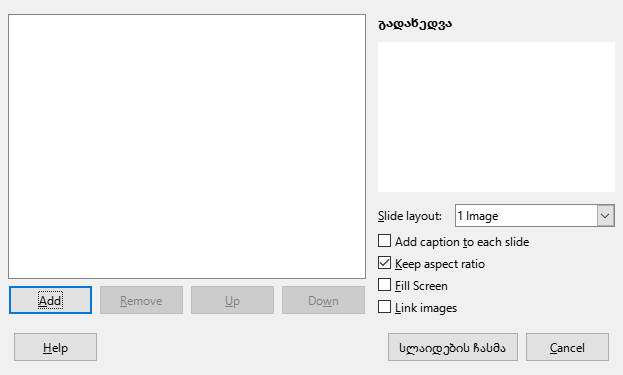 გადახედვა
Slide layout: 1 Image
Add caption to each slide
Keep aspect ratio
Fill Screen
Link images
Add Remove Up Down
Help სლაიდების ჩასმა Cancel